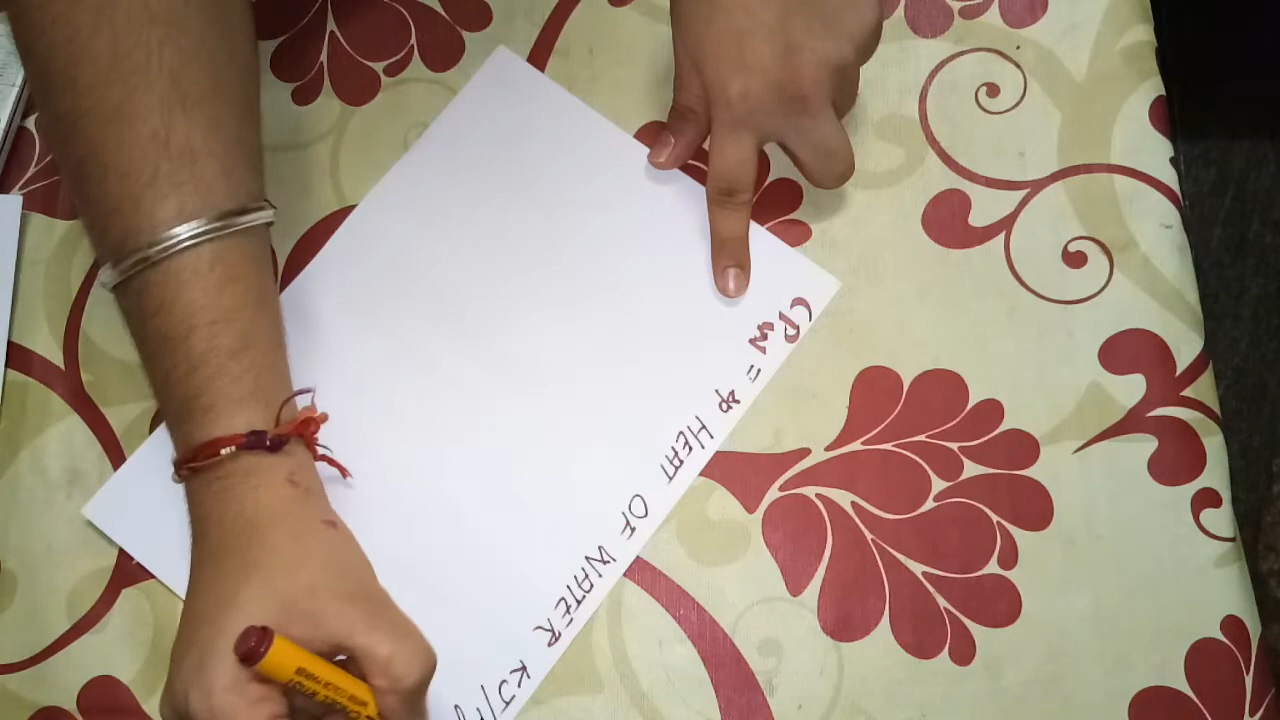 CPW = sp HEAT OF WATER KJ/